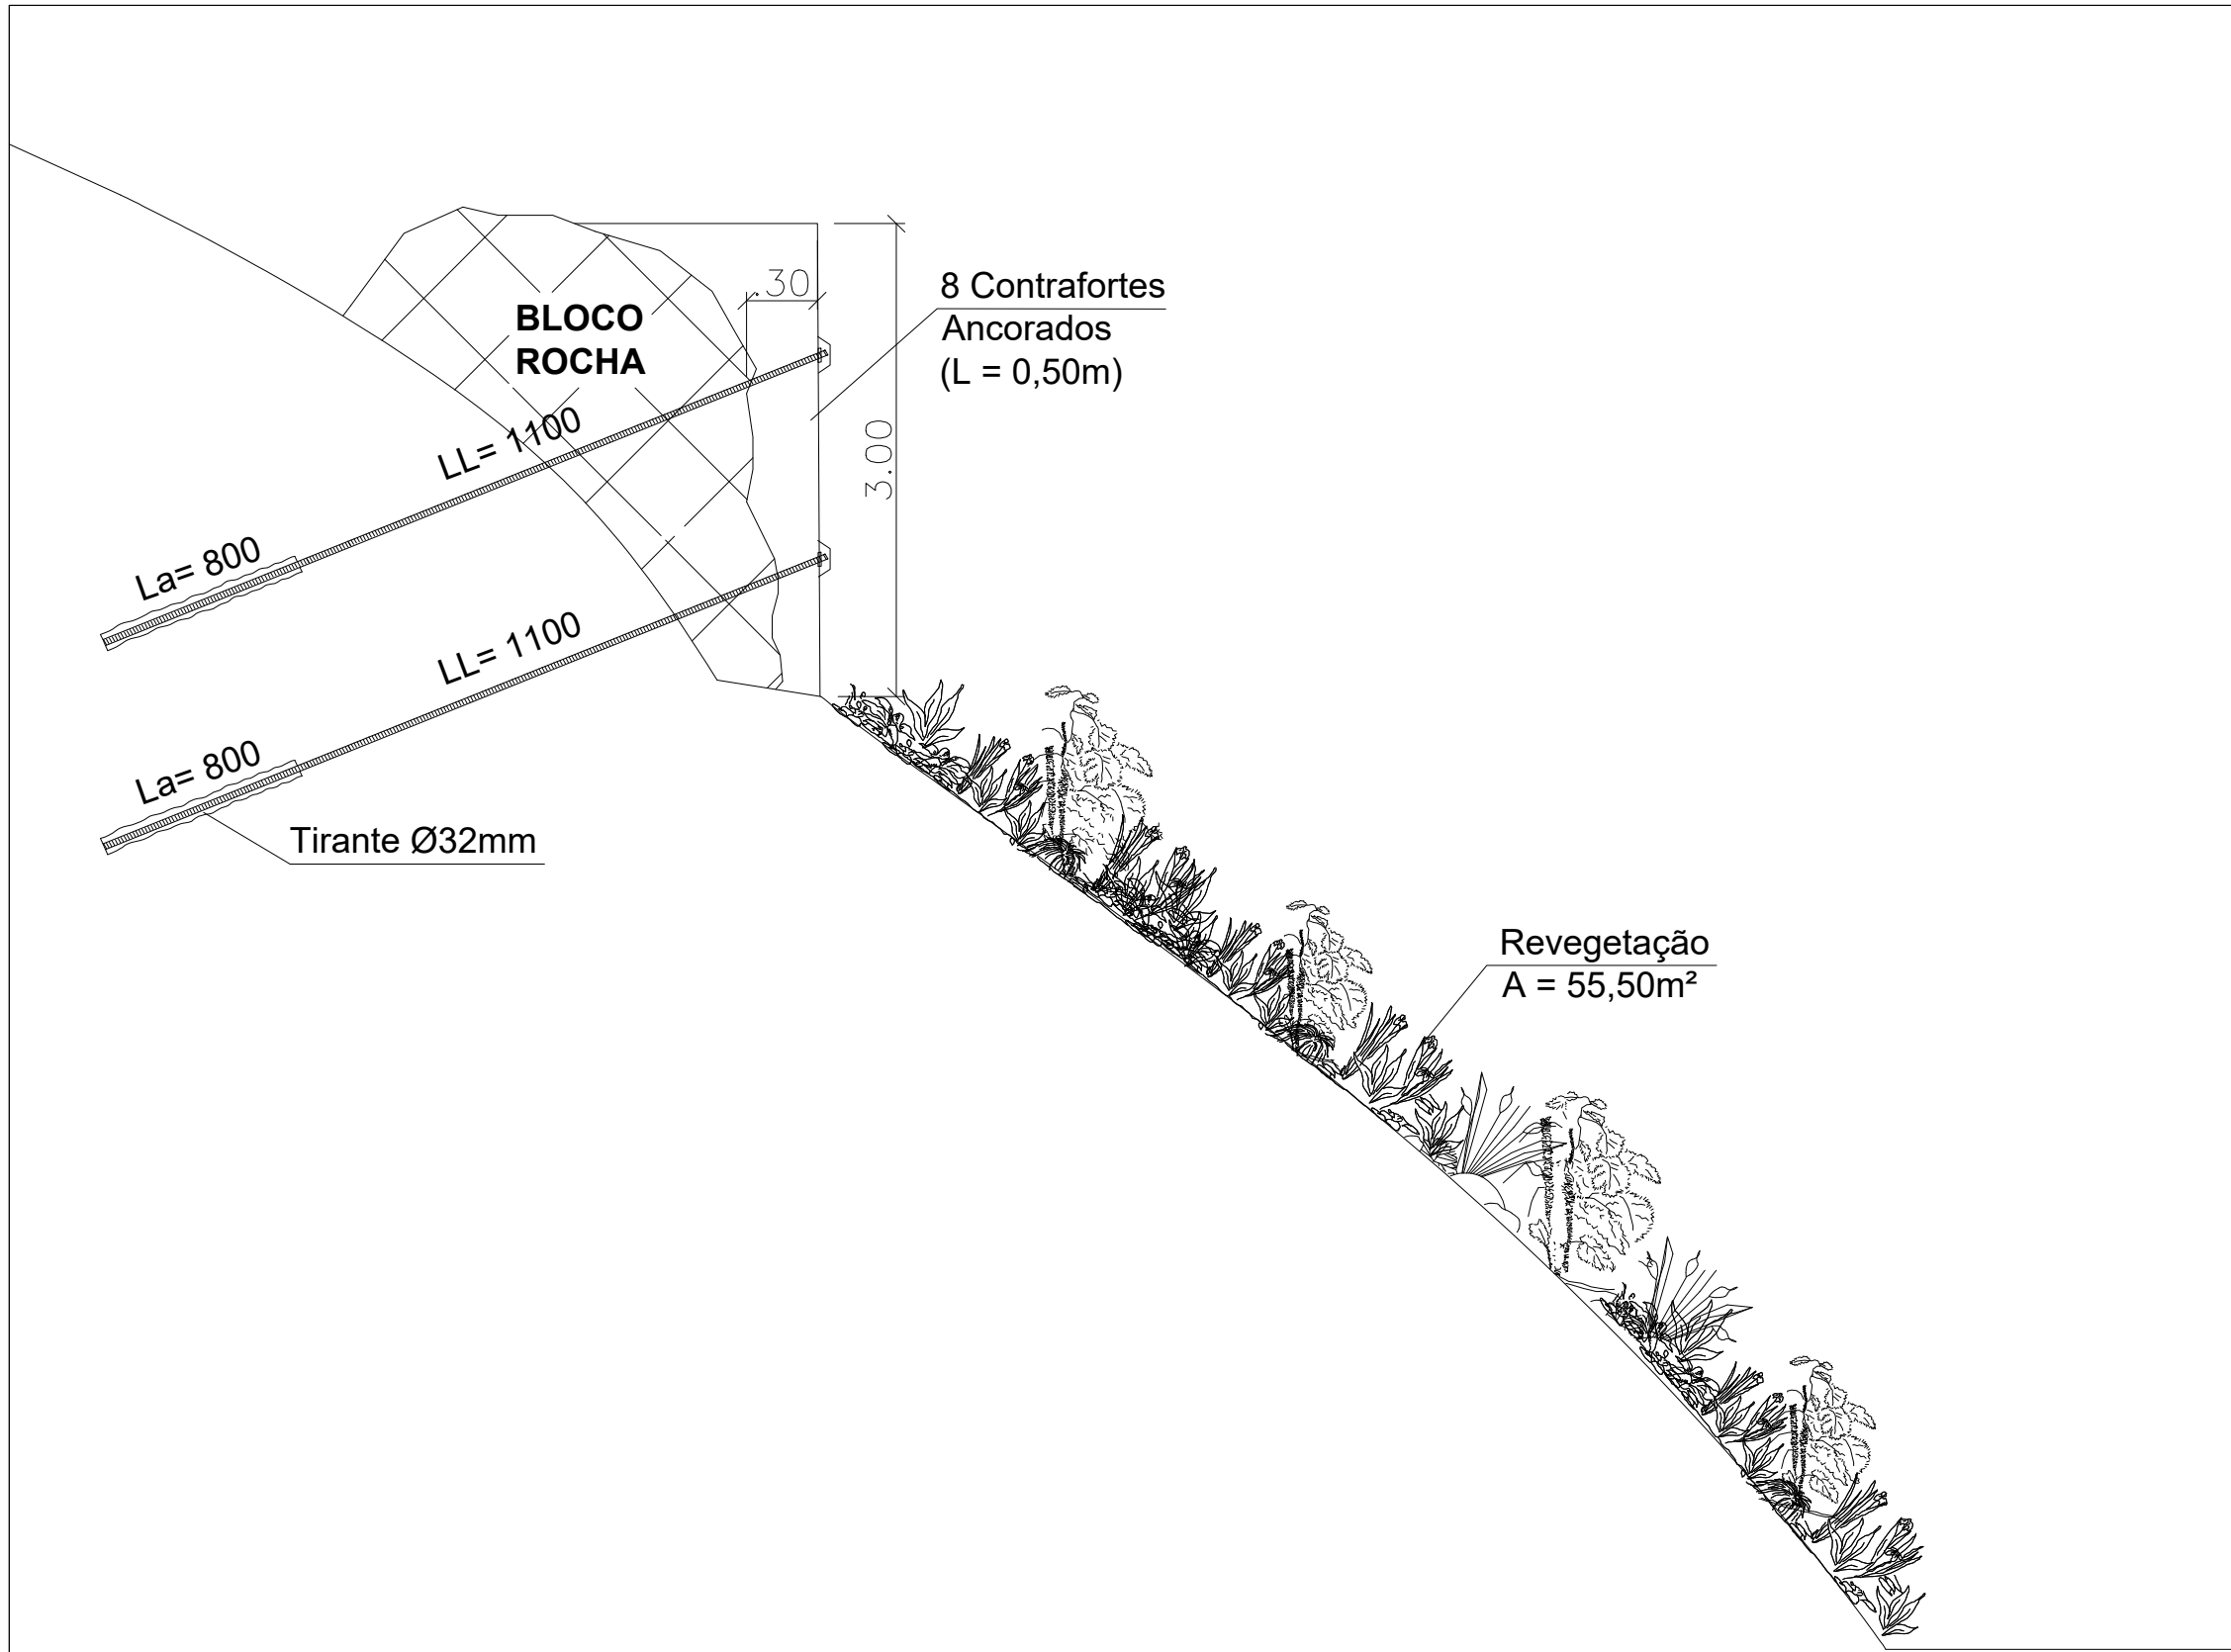 .30
8 Contrafortes
Ancorados
(L = 0,50m)
BLOCO
ROCHA
3.00
LL= 1100
La= 800
LL= 1100
La= 800
Tirante Ø32mm
Revegetação
A = 55,50m²